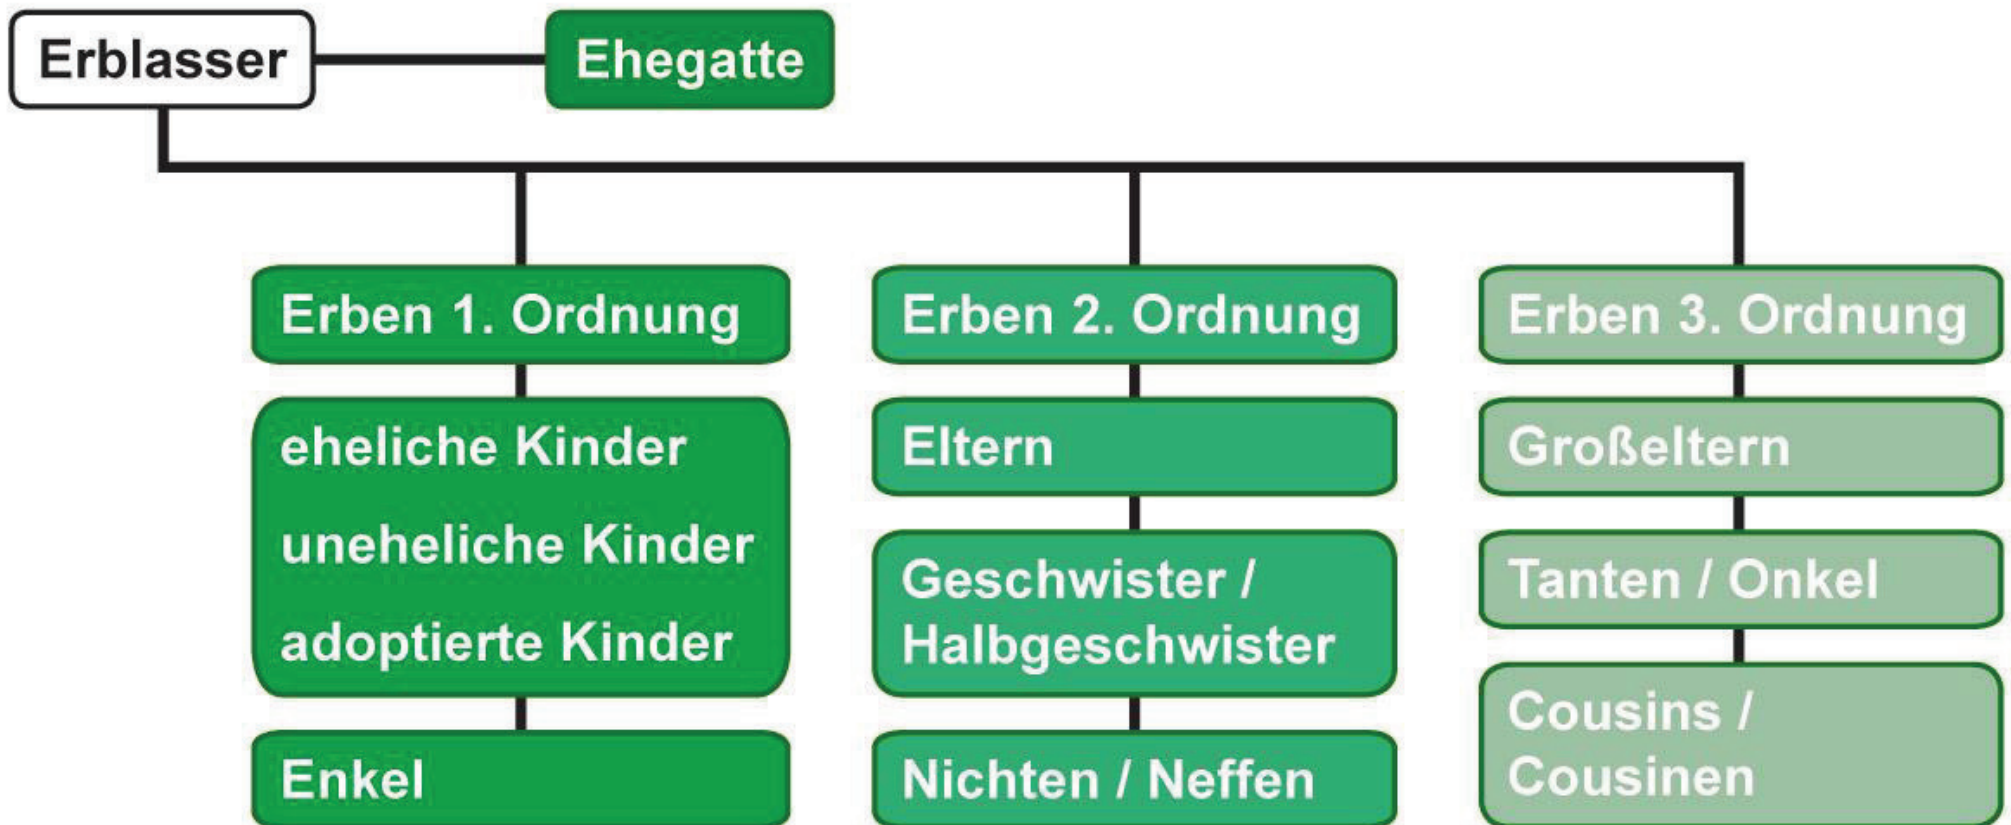 Erblasser
Ehegatte
Erben 1. Ordnung
eheliche Kinder
uneheliche Kinder
adoptierte Kinder
Enkel
Erben 2. Ordnung
Eltern
Geschwister /
Halbgeschwister
Nichten / Neffen
Erben 3. Ordnung
Großeltern
Tanten / Onkel
Cousins /
Cousinen